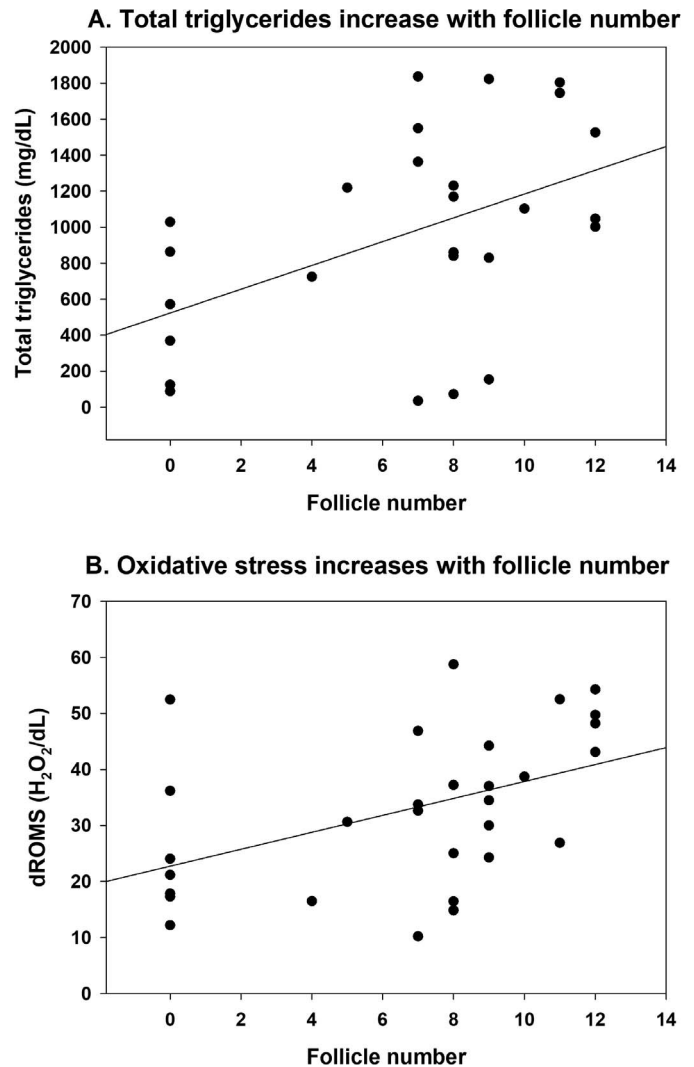 A. Total triglycerides increase with follicle number
2000
1800
1600
1400
1200
1000
800
600
400
200
0
Total triglycerides (mg/dL)
0 2 4 6 8 10 12 14
Follicle number
B. Oxidative stress increases with follicle number
70
60
50
40
30
20
10
0
dROMS (H₂O₂/dL)
0 2 4 6 8 10 12 14
Follicle number